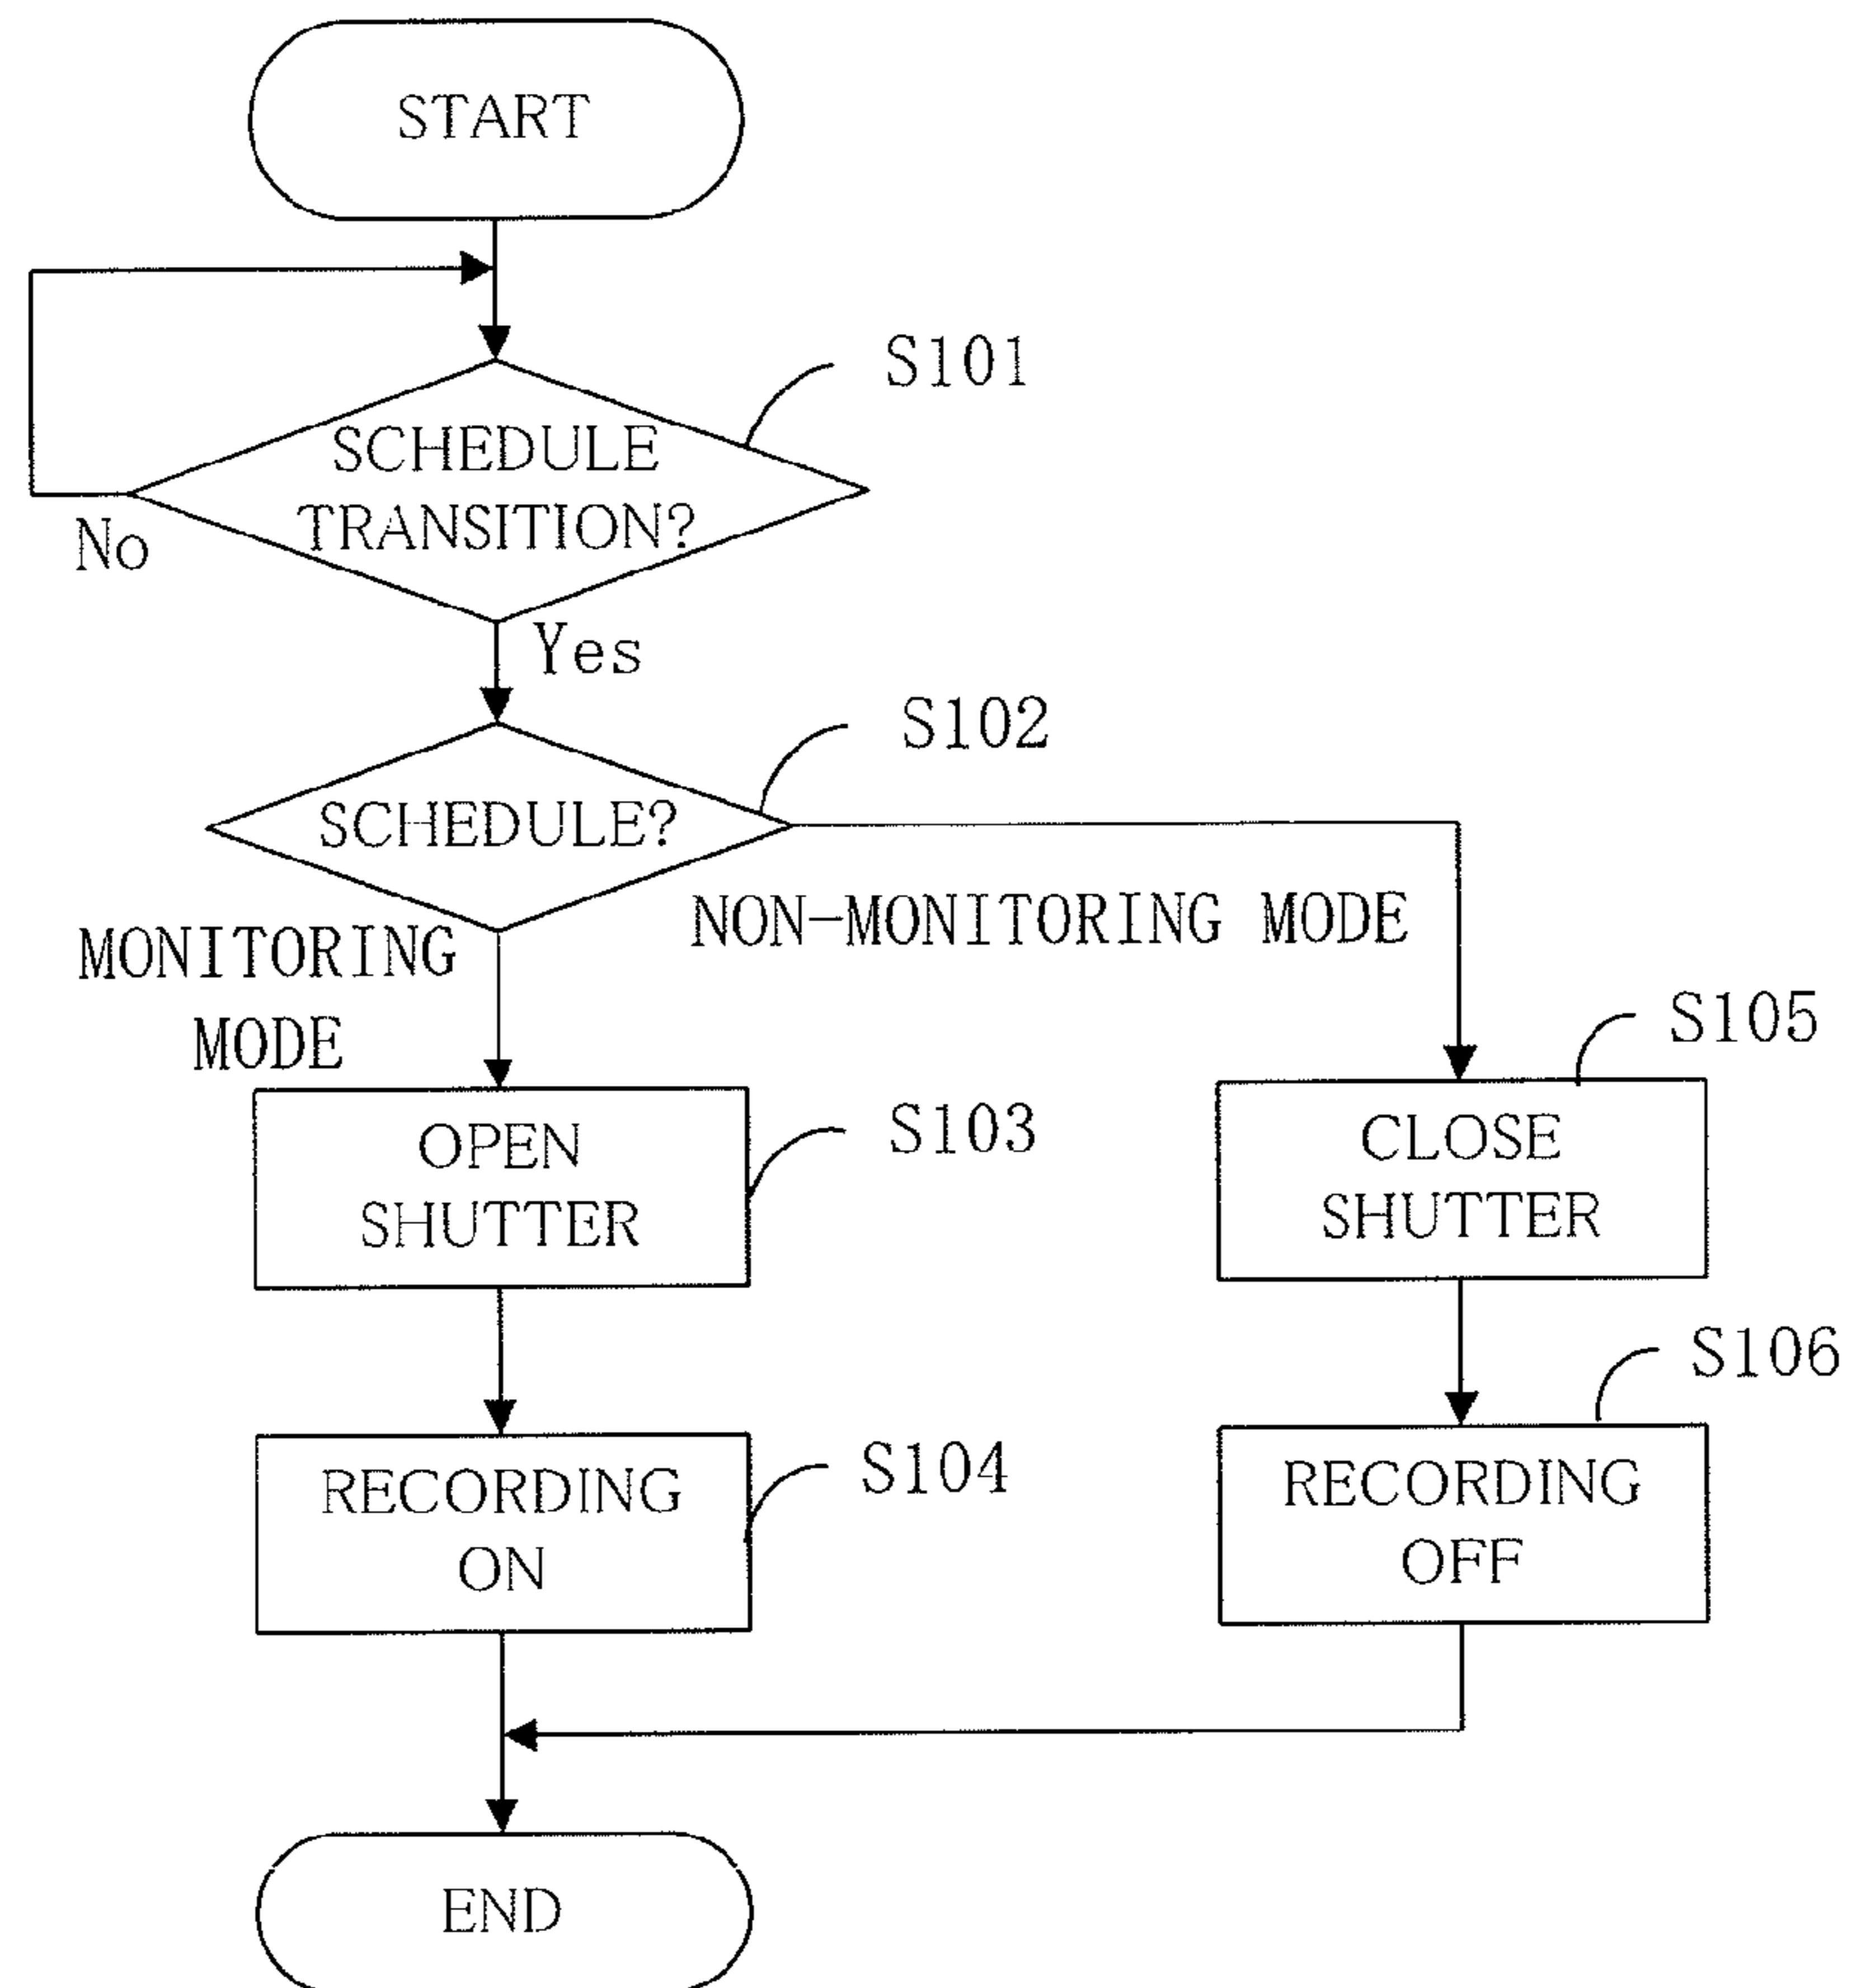 START
S101
SCHEDULE
TRANSITION?
No
Yes
S102
SCHEDULE?
NON-MONITORING MODE
MONITORING
MODE
S105
S103
OPEN
SHUTTER
CLOSE
SHUTTER
S106
S104
RECORDING
ON
RECORDING
OFF
END